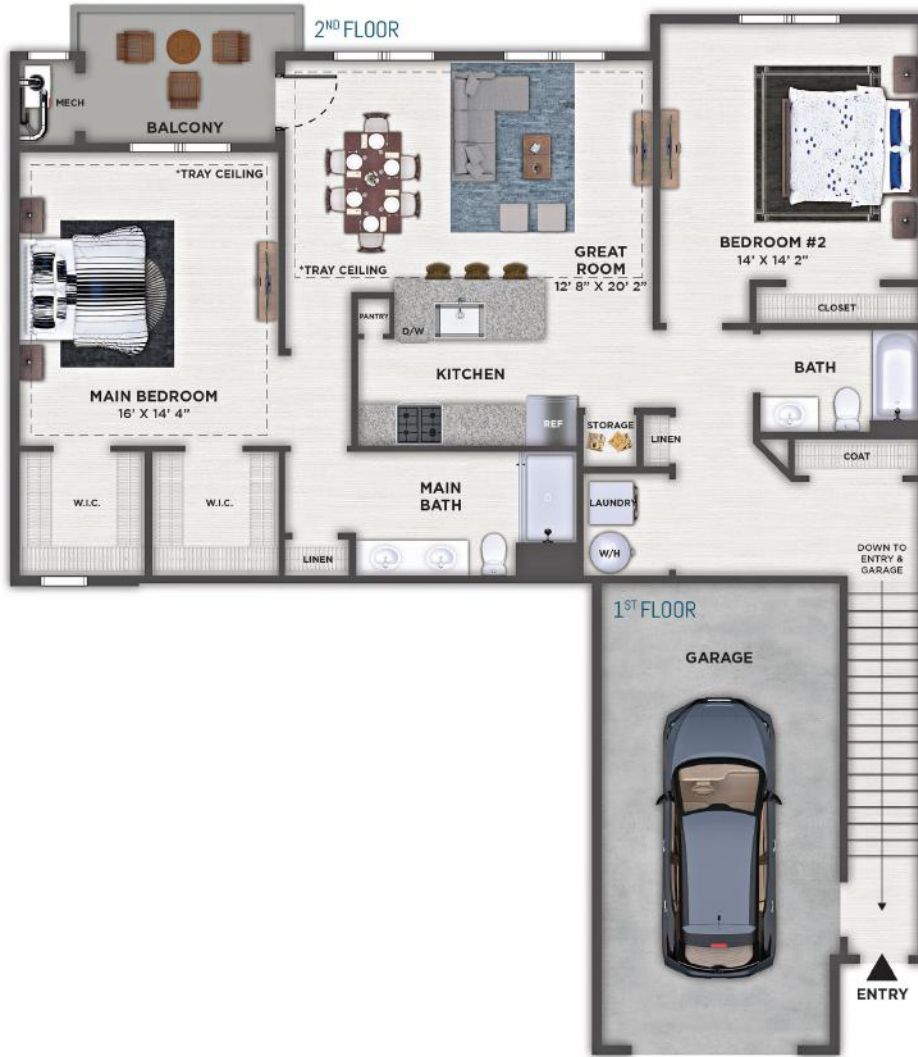 2ND FLOOR
MECH
BALCONY
*TRAY CEILING
*TRAY CEILING
GREAT
ROOM
12' 8" X 20' 2"
BEDROOM #2
14' X 14' 2"
CLOSET
PANTRY
D/W
KITCHEN
BATH
MAIN BEDROOM
16' X 14' 4"
REF
STORAGE
LINEN
COAT
W.I.C.
W.I.C.
MAIN
BATH
LAUNDRY
LINEN
W/H
DOWN TO
ENTRY &
GARAGE
1ST FLOOR
GARAGE
ENTRY